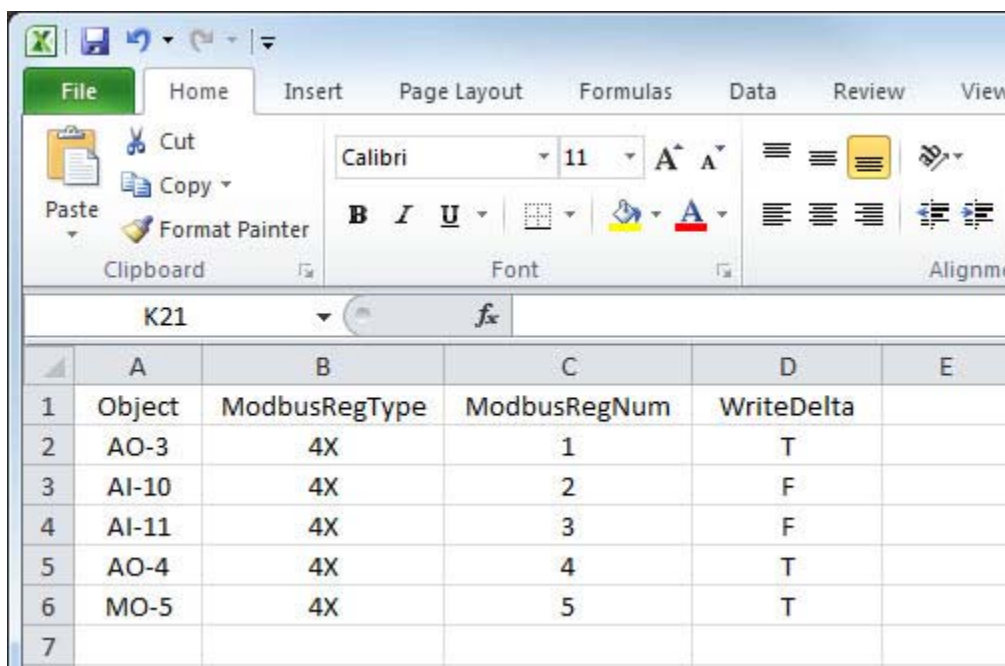 File Home Insert Page Layout Formulas Data Review View
Cut
Copy
Paste
Format Painter
Calibri 11 A A
B I U A
Clipboard Font Alignme
K21 fx
A B C D E
1 Object ModbusRegType ModbusRegNum WriteDelta
2 AO-3 4X 1 T
3 AI-10 4X 2 F
4 AI-11 4X 3 F
5 AO-4 4X 4 T
6 MO-5 4X 5 T
7